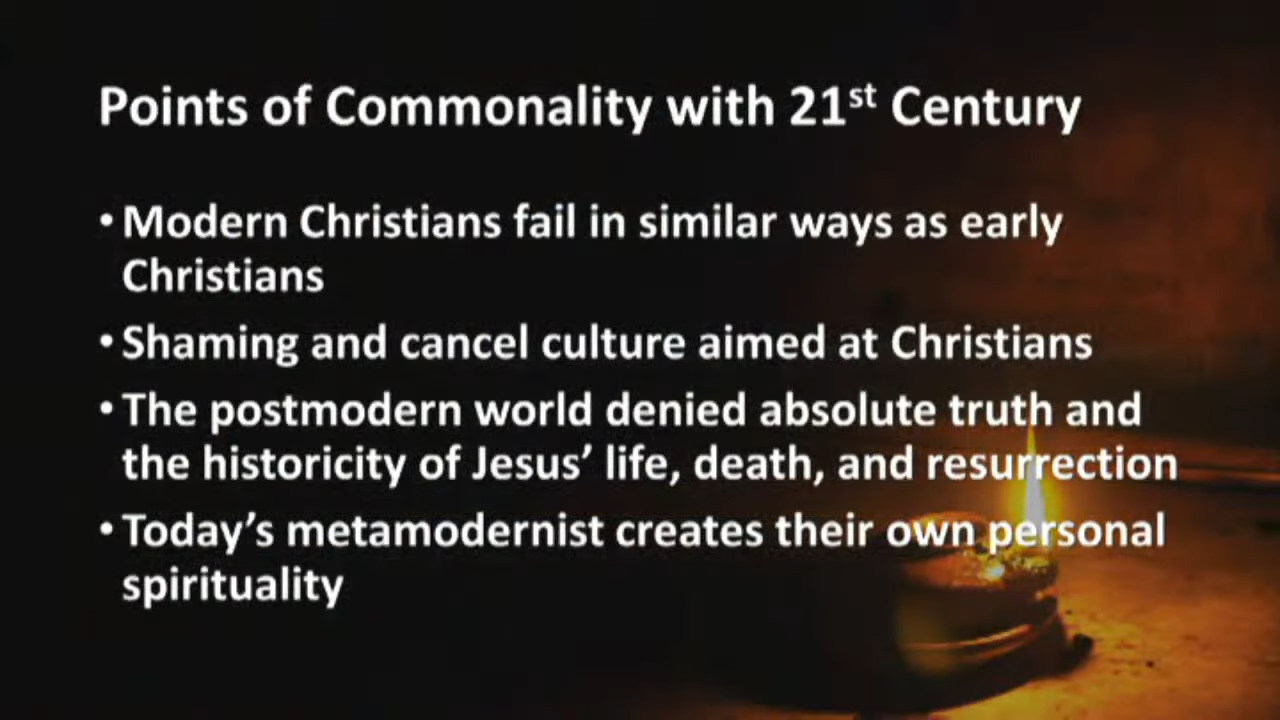 Points of Commonality with 21st Century
• Modern Christians fail in similar ways as early
Christians
• Shaming and cancel culture aimed at Christians
• The postmodern world denied absolute truth and
the historicity of Jesus’ life, death, and resurrection
• Today’s metamodernist creates their own personal
spirituality